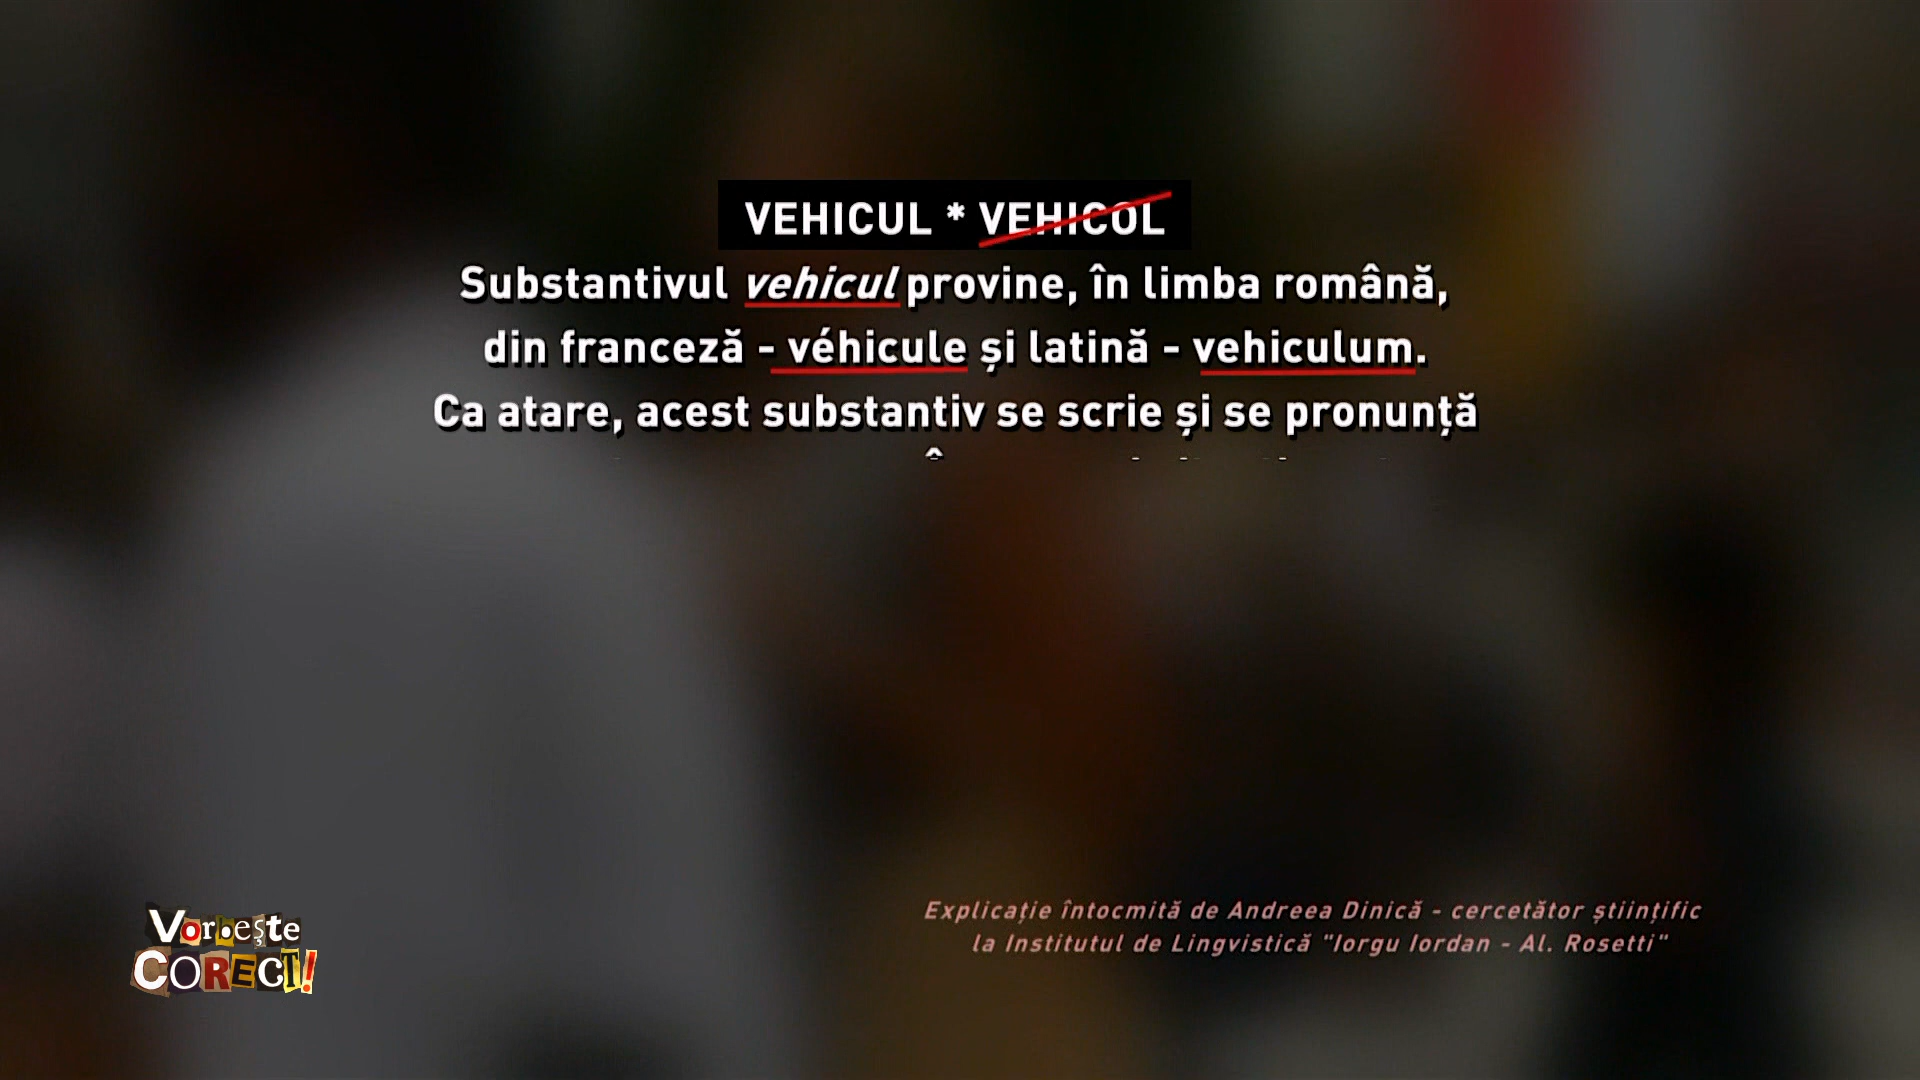 VEHICUL * VEHICOL
Substantivul vehicul provine, în limba română,
din franceză - véhicule și latină - vehiculum.
Ca atare, acest substantiv se scrie și se pronunță
Explicație întocmită de Andreea Dinică - cercetător științific
la Institutul de Lingvistică "Iorgu Iordan - Al. Rosetti"
Vorbește
CORECT!